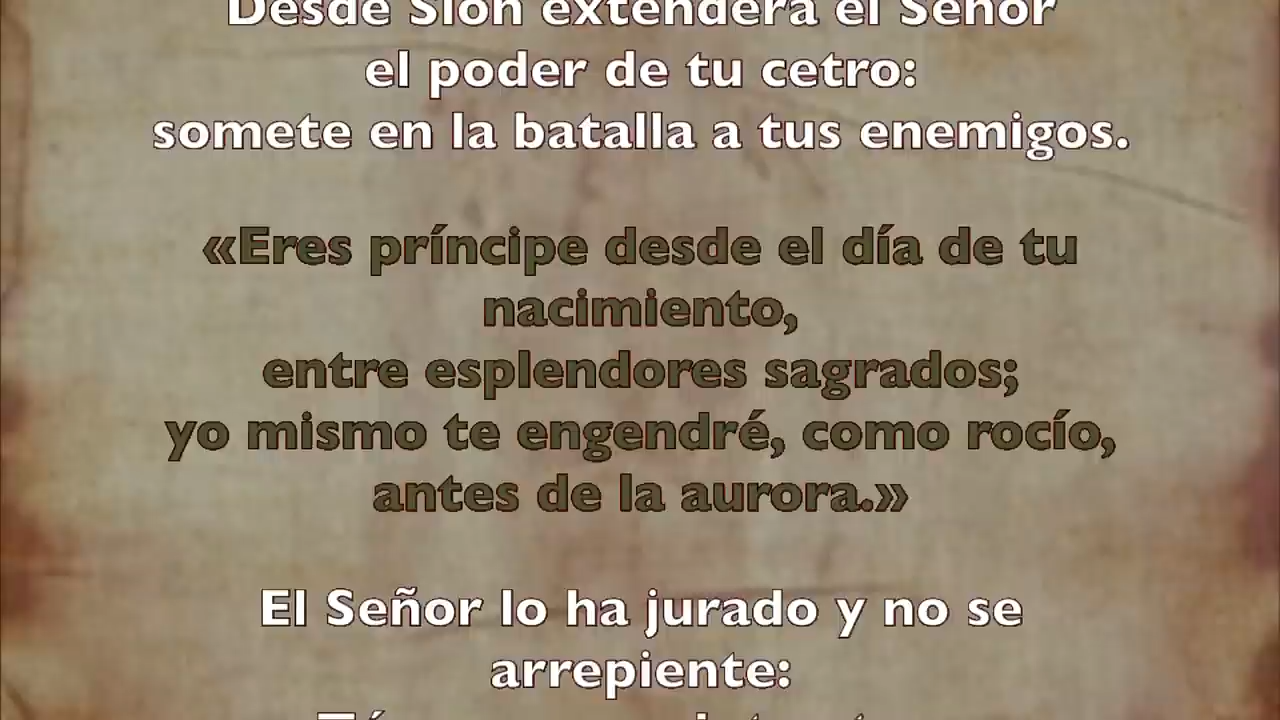 Desde Sión extenderá el Señor
el poder de tu cetro:
somete en la batalla a tus enemigos.
«Eres príncipe desde el día de tu
nacimiento,
entre esplendores sagrados;
yo mismo te engendré, como rocío,
antes de la aurora.»
El Señor lo ha jurado y no se
arrepiente: